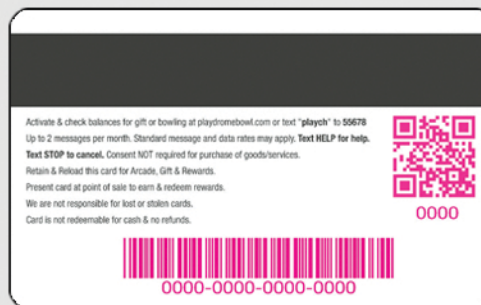 Activate & check balances for gift or bowling at playdromebowl.com or text "playch" to 55678
Up to 2 messages per month. Standard message and data rates may apply. Text HELP for help.
Text STOP to cancel. Consent NOT required for purchase of goods/services.
Retain & Reload this card for Arcade, Gift & Rewards.
Present card at point of sale to earn & redeem rewards.
We are not responsible for lost or stolen cards.
Card is not redeemable for cash & no refunds.
0000
0000-0000-0000-0000